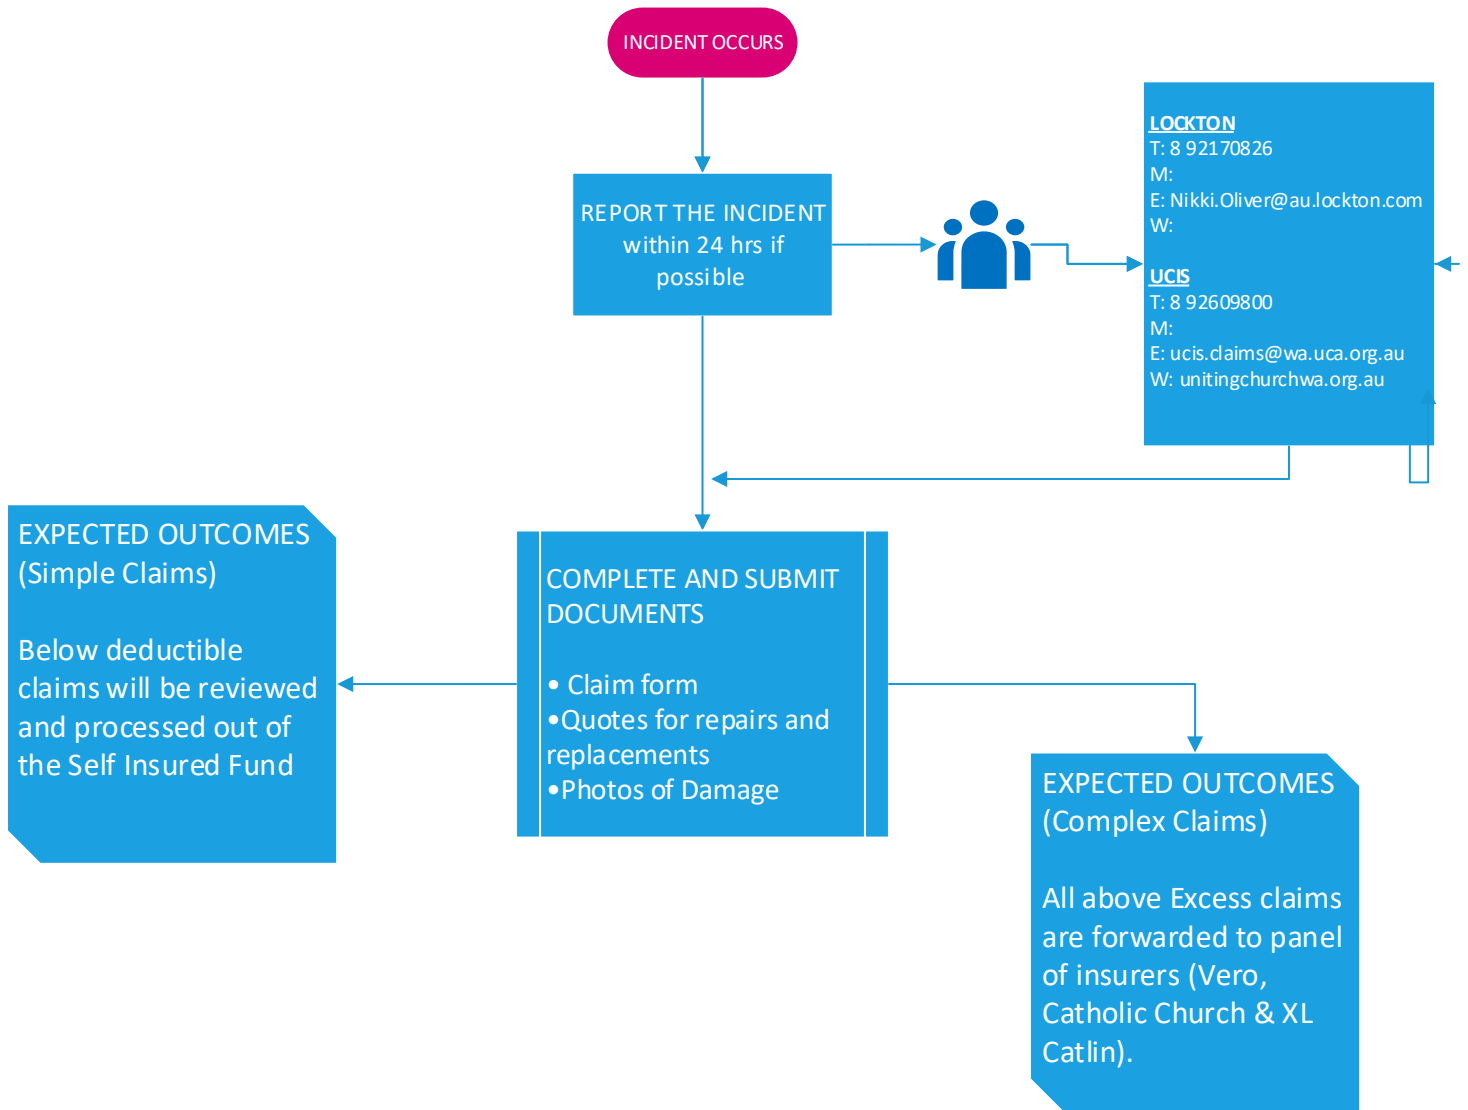 INCIDENT OCCURS
REPORT THE INCIDENT
within 24 hrs if
possible
LOCKTON
T: 8 92170826
M:
E: Nikki.Oliver@au.lockton.com
W:
UCIS
T: 8 92609800
M:
E: ucis.claims@wa.uca.org.au
W: unitingchurchwa.org.au
EXPECTED OUTCOMES
(Simple Claims)
Below deductible
claims will be reviewed
and processed out of
the Self Insured Fund
COMPLETE AND SUBMIT
DOCUMENTS
• Claim form
•Quotes for repairs and
replacements
•Photos of Damage
EXPECTED OUTCOMES
(Complex Claims)
All above Excess claims
are forwarded to panel
of insurers (Vero,
Catholic Church & XL
Catlin).